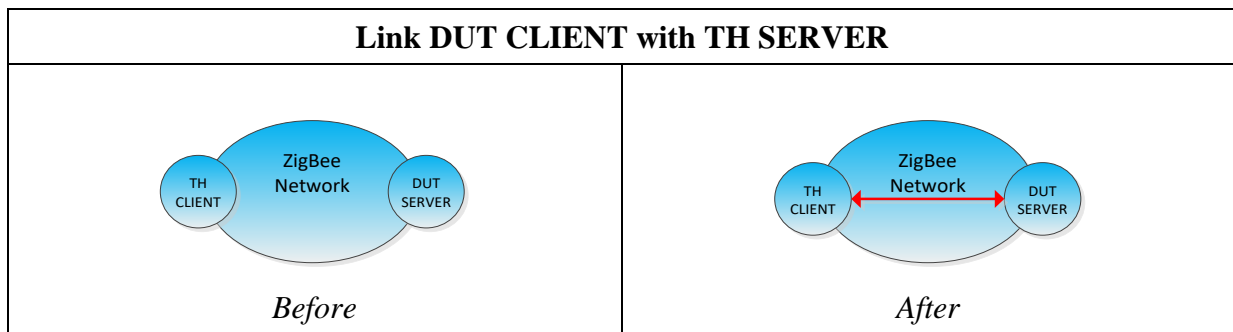 Link DUT CLIENT with TH SERVER
TH
CLIENT
ZigBee
Network
DUT
SERVER
Before
TH
CLIENT
ZigBee
Network
DUT
SERVER
After